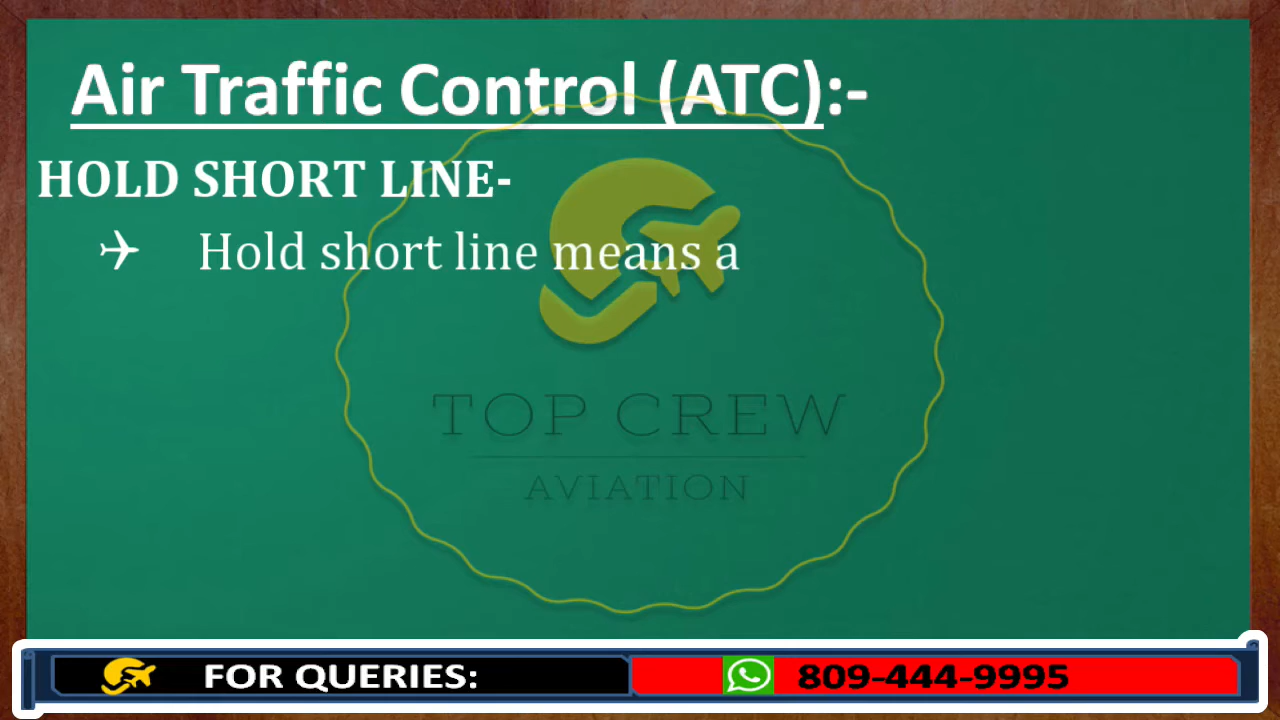 Air Traffic Control (ATC):-
HOLD SHORT LINE-
Hold short line means a
TOP CREW
AVIATION
FOR QUERIES:
809-444-9995